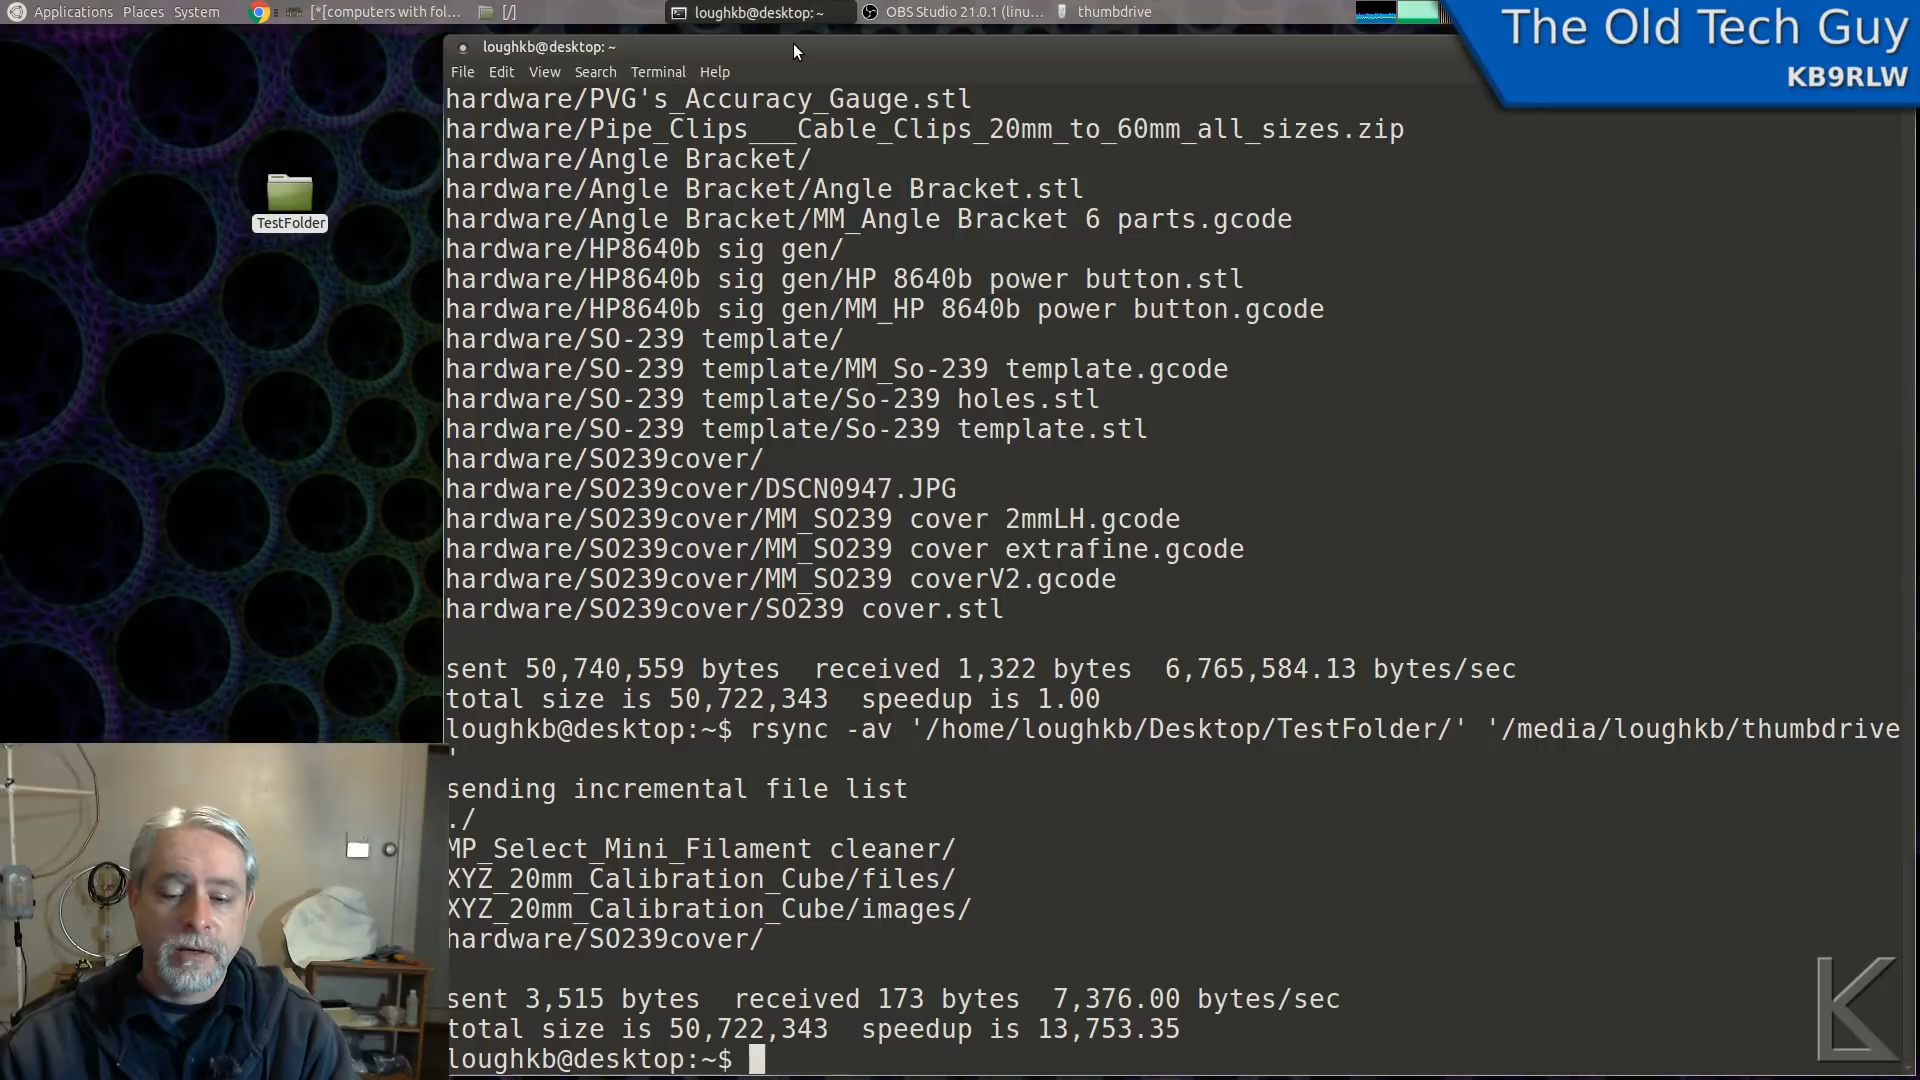 Applications Places System [*[computers with fol... [/] loughkb@desktop: ~ OBS Studio 21.0.1 (linu... thumbdrive
The Old Tech Guy
KB9RLW
loughkb@desktop: ~
File Edit View Search Terminal Help
TestFolder
hardware/PVG's_Accuracy_Gauge.stl
hardware/Pipe_Clips___Cable_Clips_20mm_to_60mm_all_sizes.zip
hardware/Angle Bracket/
hardware/Angle Bracket/Angle Bracket.stl
hardware/Angle Bracket/MM_Angle Bracket 6 parts.gcode
hardware/HP8640b sig gen/
hardware/HP8640b sig gen/HP 8640b power button.stl
hardware/HP8640b sig gen/MM_HP 8640b power button.gcode
hardware/SO-239 template/
hardware/SO-239 template/MM_So-239 template.gcode
hardware/SO-239 template/So-239 holes.stl
hardware/SO-239 template/So-239 template.stl
hardware/SO239cover/
hardware/SO239cover/DSCN0947.JPG
hardware/SO239cover/MM_SO239 cover 2mmLH.gcode
hardware/SO239cover/MM_SO239 cover extrafine.gcode
hardware/SO239cover/MM_SO239 coverV2.gcode
hardware/SO239cover/SO239 cover.stl
sent 50,740,559 bytes  received 1,322 bytes  6,765,584.13 bytes/sec
total size is 50,722,343  speedup is 1.00
loughkb@desktop:~$ rsync -av '/home/loughkb/Desktop/TestFolder/' '/media/loughkb/thumbdrive
'
sending incremental file list
./
MP_Select_Mini_Filament cleaner/
XYZ_20mm_Calibration_Cube/files/
XYZ_20mm_Calibration_Cube/images/
hardware/SO239cover/
sent 3,515 bytes  received 173 bytes  7,376.00 bytes/sec
total size is 50,722,343  speedup is 13,753.35
loughkb@desktop:~$
K